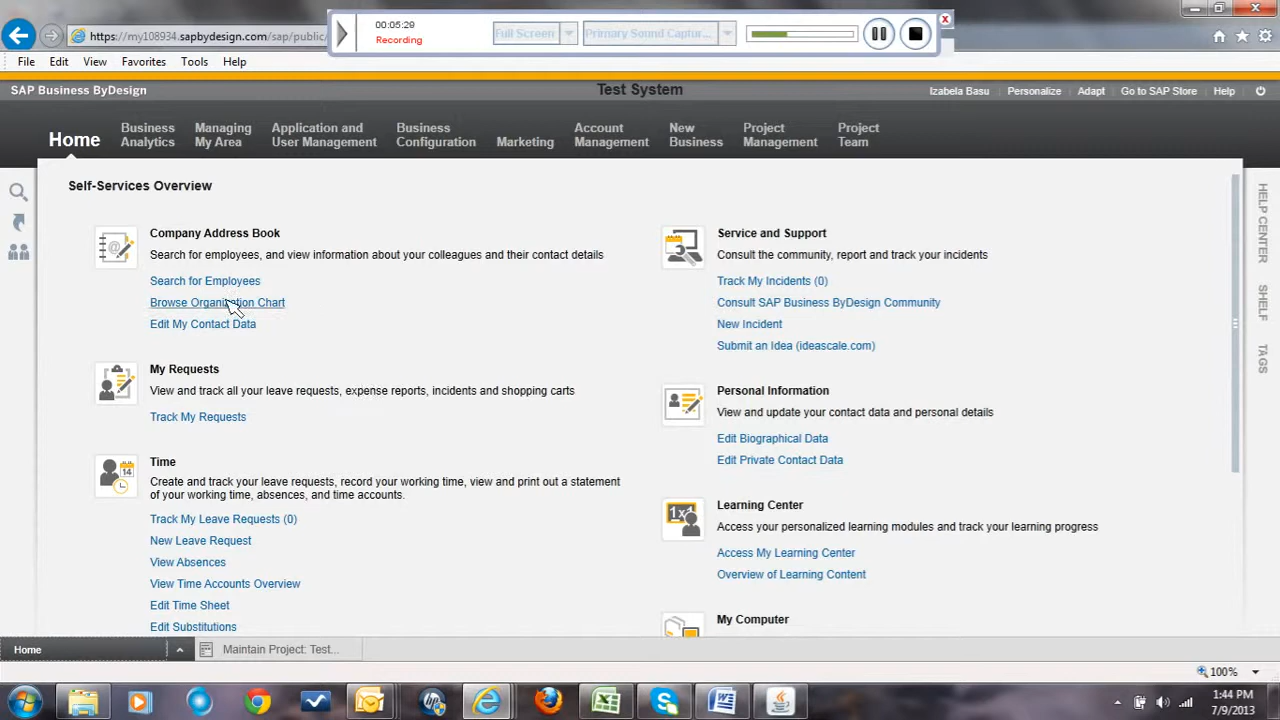 00:05:29
Recording
Full Screen
Primary Sound Captur...
https://my108934.sapbydesign.com/sap/public/
File Edit View Favorites Tools Help
SAP Business ByDesign
Test System
Izabela Basu Personalize Adapt Go to SAP Store Help
Home
Business Analytics
Managing My Area
Application and User Management
Business Configuration
Marketing
Account Management
New Business
Project Management
Project Team
Self-Services Overview
Company Address Book
Search for employees, and view information about your colleagues and their contact details
Search for Employees
Browse Organization Chart
Edit My Contact Data
My Requests
View and track all your leave requests, expense reports, incidents and shopping carts
Track My Requests
Time
Create and track your leave requests, record your working time, view and print out a statement
of your working time, absences, and time accounts.
Track My Leave Requests (0)
New Leave Request
View Absences
View Time Accounts Overview
Edit Time Sheet
Edit Substitutions
Service and Support
Consult the community, report and track your incidents
Track My Incidents (0)
Consult SAP Business ByDesign Community
New Incident
Submit an Idea (ideascale.com)
Personal Information
View and update your contact data and personal details
Edit Biographical Data
Edit Private Contact Data
Learning Center
Access your personalized learning modules and track your learning progress
Access My Learning Center
Overview of Learning Content
My Computer
HELP CENTER
SHELF
TAGS
Home
Maintain Project: Test...
100%
1:44 PM
7/9/2013